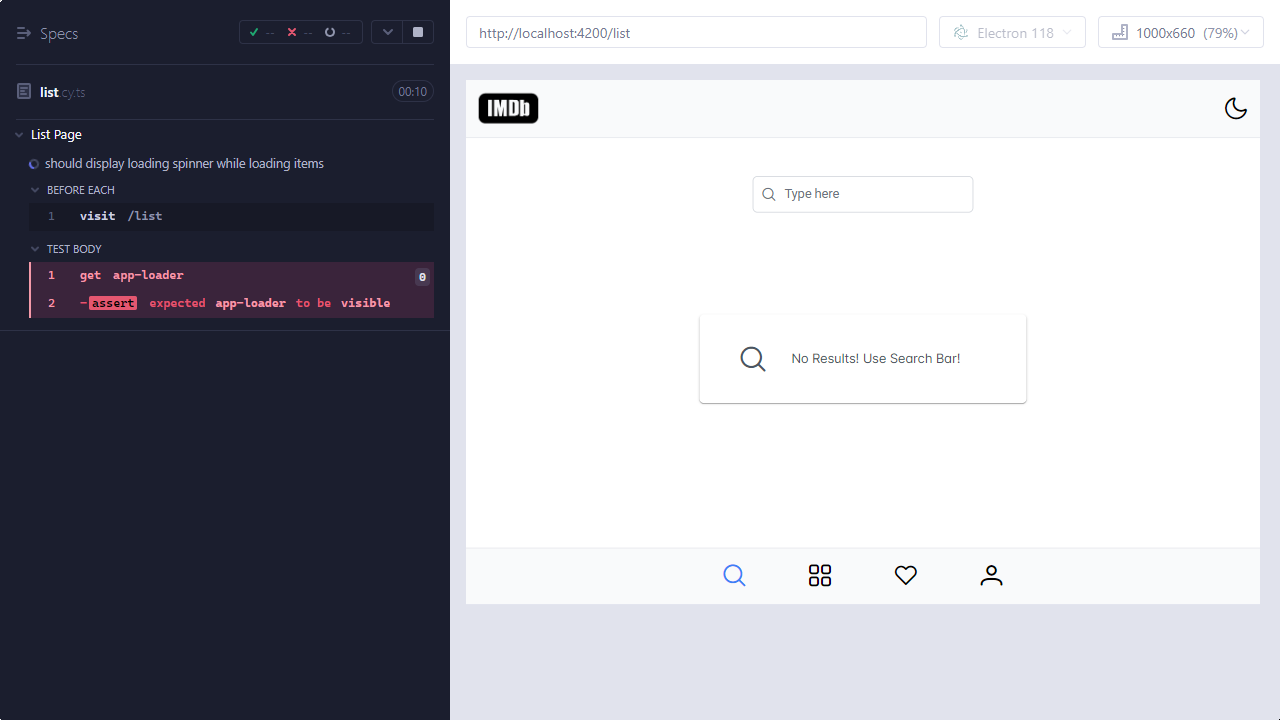 Specs
-- -- --
list.cy.ts 00:10
List Page
should display loading spinner while loading items
BEFORE EACH
1 visit /list
TEST BODY
1 get app-loader 0
2 -assert expected app-loader to be visible
http://localhost:4200/list
Electron 118
1000x660 (79%)
IMDb
Type here
No Results! Use Search Bar!